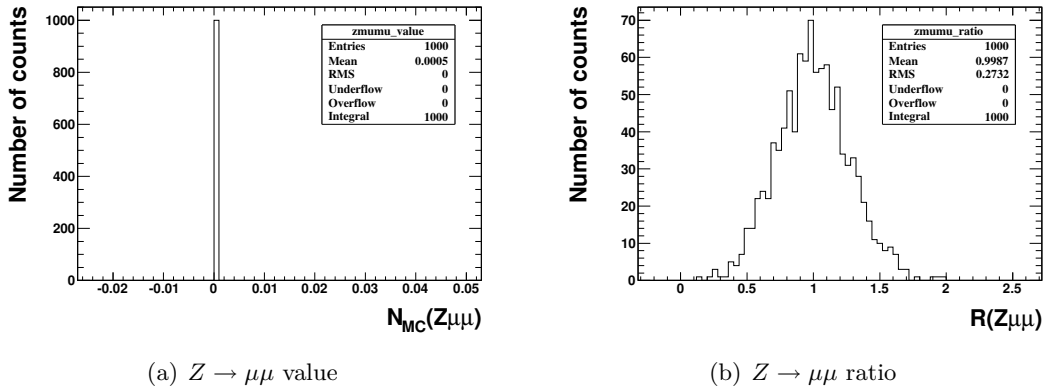 Number of counts
1000
800
600
400
200
0
zmumu_value
Entries 1000
Mean 0.0005
RMS 0
Underflow 0
Overflow 0
Integral 1000
-0.02 -0.01 0 0.01 0.02 0.03 0.04 0.05
N_MC(Zμμ)
(a) Z → μμ value
Number of counts
70
60
50
40
30
20
10
0
zmumu_ratio
Entries 1000
Mean 0.9987
RMS 0.2732
Underflow 0
Overflow 0
Integral 1000
0 0.5 1 1.5 2 2.5
R(Zμμ)
(b) Z → μμ ratio